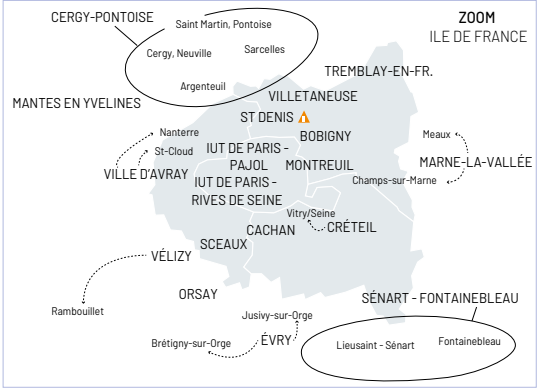 CERGY-PONTOISE
ZOOM
ILE DE FRANCE
Saint Martin, Pontoise
Cergy, Neuville
Sarcelles
Argenteuil
TREMBLAY-EN-FR.
MANTES EN YVELINES
VILLETANEUSE
ST DENIS
BOBIGNY
Nanterre
Meaux
St-Cloud
IUT DE PARIS -
PAJOL
MONTREUIL
MARNE-LA-VALLÉE
VILLE D'AVRAY
IUT DE PARIS -
RIVES DE SEINE
Champs-sur-Marne
Vitry/Seine
CACHAN
CRÉTEIL
SCEAUX
VÉLIZY
ORSAY
SÉNART - FONTAINEBLEAU
Rambouillet
Jusivy-sur-Orge
Brétigny-sur-Orge
ÉVRY
Lieusaint - Sénart
Fontainebleau